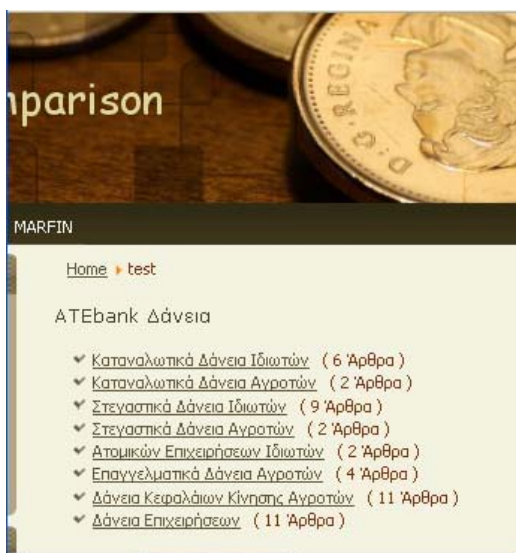 nparison
D·G·REGINA
MARFIN
Home test
ATEbank Δάνεια
Καταναλωτικά Δάνεια Ιδιωτών ( 6 Άρθρα )
Καταναλωτικά Δάνεια Αγροτών ( 2 Άρθρα )
Στεγαστικά Δάνεια Ιδιωτών ( 9 Άρθρα )
Στεγαστικά Δάνεια Αγροτών ( 2 Άρθρα )
Ατομικών Επιχειρήσεων Ιδιωτών ( 2 Άρθρα )
Επαγγελματικά Δάνεια Αγροτών ( 4 Άρθρα )
Δάνεια Κεφαλάιων Κίνησης Αγροτών ( 11 Άρθρα )
Δάνεια Επιχειρήσεων ( 11 Άρθρα )